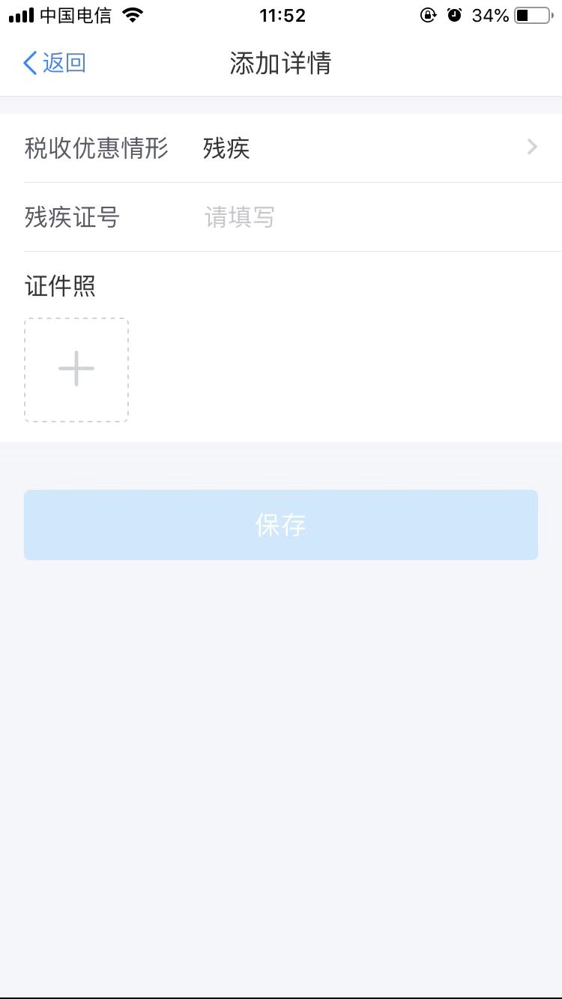 中国电信 11:52 34%
返回 添加详情
税收优惠情形 残疾
残疾证号 请填写
证件照
保存